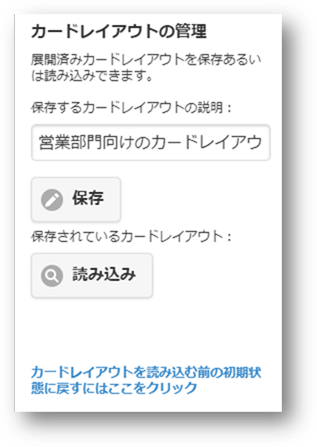 カードレイアウトの管理
展開済みカードレイアウトを保存あるい
は読み込みできます。
保存するカードレイアウトの説明：
営業部門向けのカードレイアウ
保存
保存されているカードレイアウト：
読み込み
カードレイアウトを読み込む前の初期状
態に戻すにはここをクリック